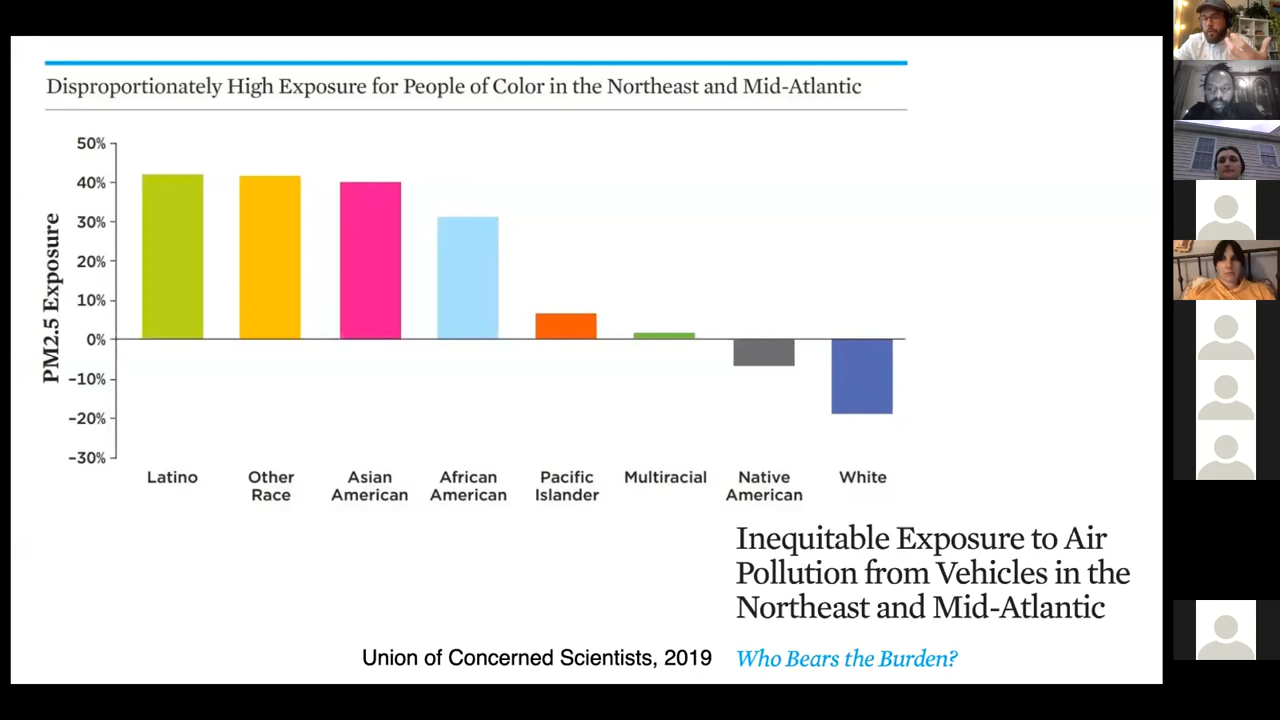 Disproportionately High Exposure for People of Color in the Northeast and Mid-Atlantic
PM2.5 Exposure
50%
40%
30%
20%
10%
0%
–10%
–20%
–30%
Latino
Other
Race
Asian
American
African
American
Pacific
Islander
Multiracial
Native
American
White
Inequitable Exposure to Air
Pollution from Vehicles in the
Northeast and Mid-Atlantic
Union of Concerned Scientists, 2019
Who Bears the Burden?